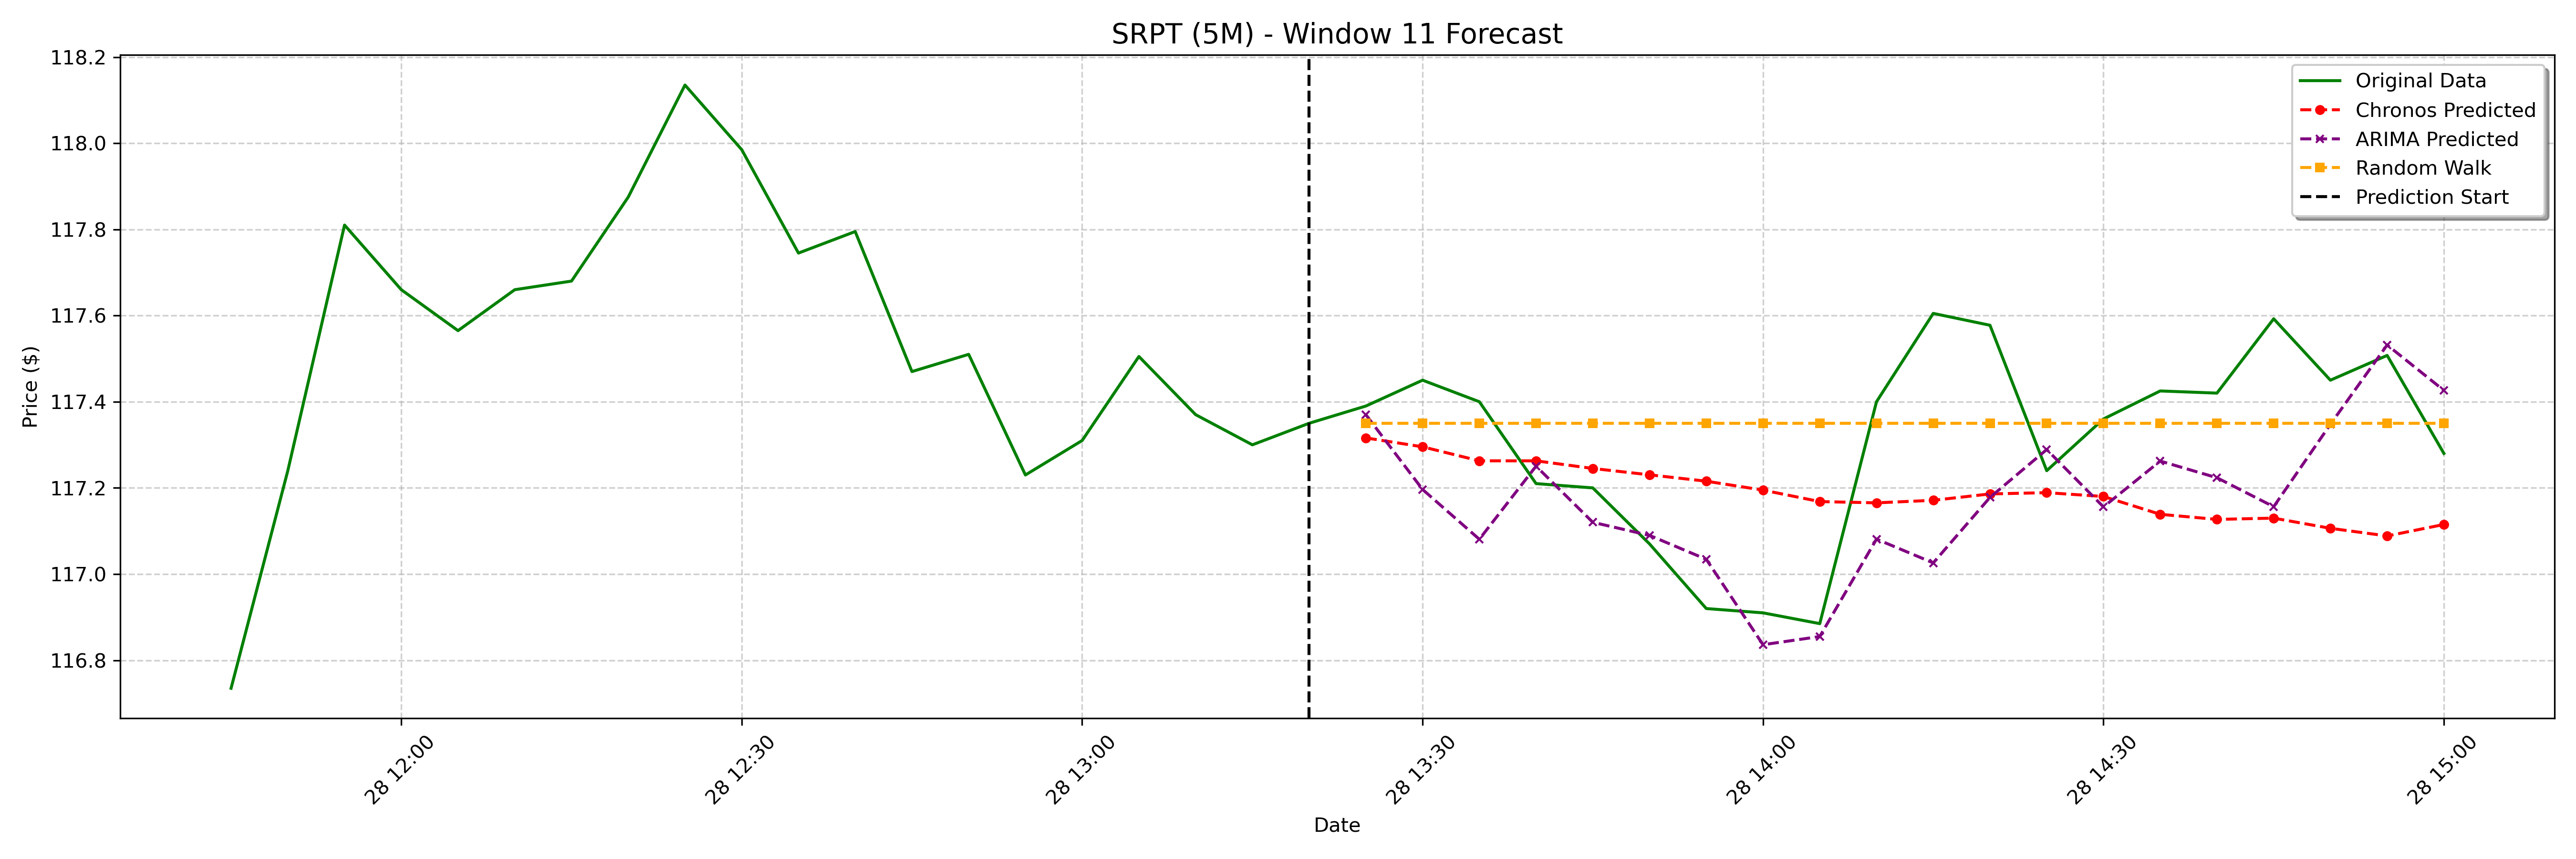 SRPT (5M) - Window 11 Forecast
Original Data
Chronos Predicted
ARIMA Predicted
Random Walk
Prediction Start
Price ($)
118.2
118.0
117.8
117.6
117.4
117.2
117.0
116.8
28 12:00
28 12:30
28 13:00
28 13:30
28 14:00
28 14:30
28 15:00
Date